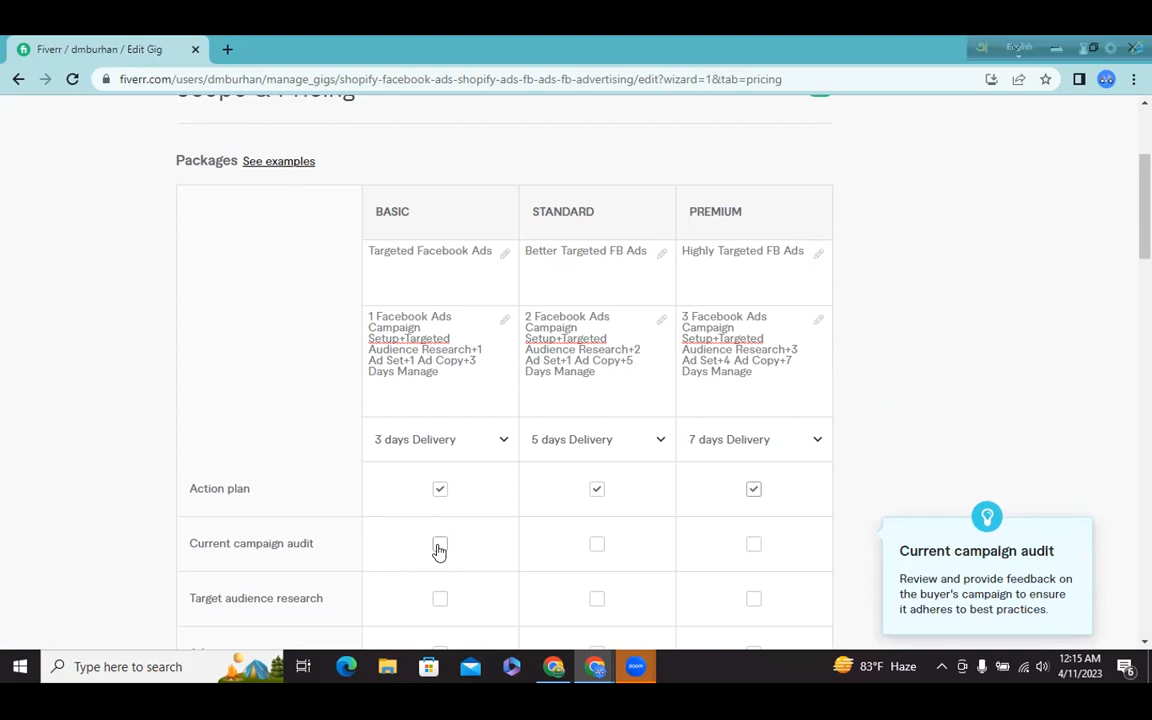 Fiverr / dmburhan / Edit Gig
English
fiverr.com/users/dmburhan/manage_gigs/shopify-facebook-ads-shopify-ads-fb-ads-fb-advertising/edit?wizard=1&tab=pricing
Scope & Pricing
Packages See examples
BASIC STANDARD PREMIUM
Targeted Facebook Ads Better Targeted FB Ads Highly Targeted FB Ads
1 Facebook Ads 2 Facebook Ads 3 Facebook Ads
Campaign Campaign Campaign
Setup+Targeted Setup+Targeted Setup+Targeted
Audience Research+1 Audience Research+2 Audience Research+3
Ad Set+1 Ad Copy+3 Ad Set+1 Ad Copy+5 Ad Set+4 Ad Copy+7
Days Manage Days Manage Days Manage
3 days Delivery 5 days Delivery 7 days Delivery
Action plan
Current campaign audit
Target audience research
Current campaign audit
Review and provide feedback on
the buyer's campaign to ensure
it adheres to best practices.
Type here to search
zoom
83°F Haze
12:15 AM
4/11/2023
6